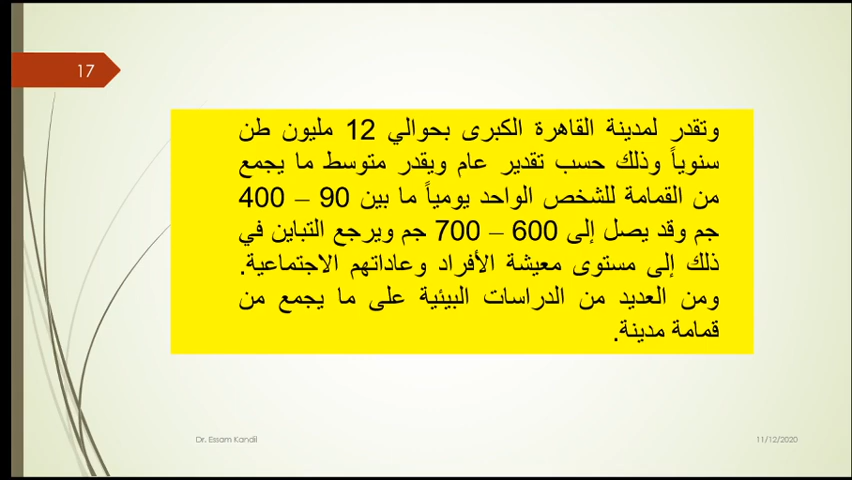 17
وتقدر لمدينة القاهرة الكبرى بحوالي 12 مليون طن
سنوياً وذلك حسب تقدير عام ويقدر متوسط ما يجمع
من القمامة للشخص الواحد يومياً ما بين 90 – 400
جم وقد يصل إلى 600 – 700 جم ويرجع التباين في
ذلك إلى مستوى معيشة الأفراد وعاداتهم الاجتماعية.
ومن العديد من الدراسات البيئية على ما يجمع من
قمامة مدينة.
Dr. Essam Kandil
11/12/2020